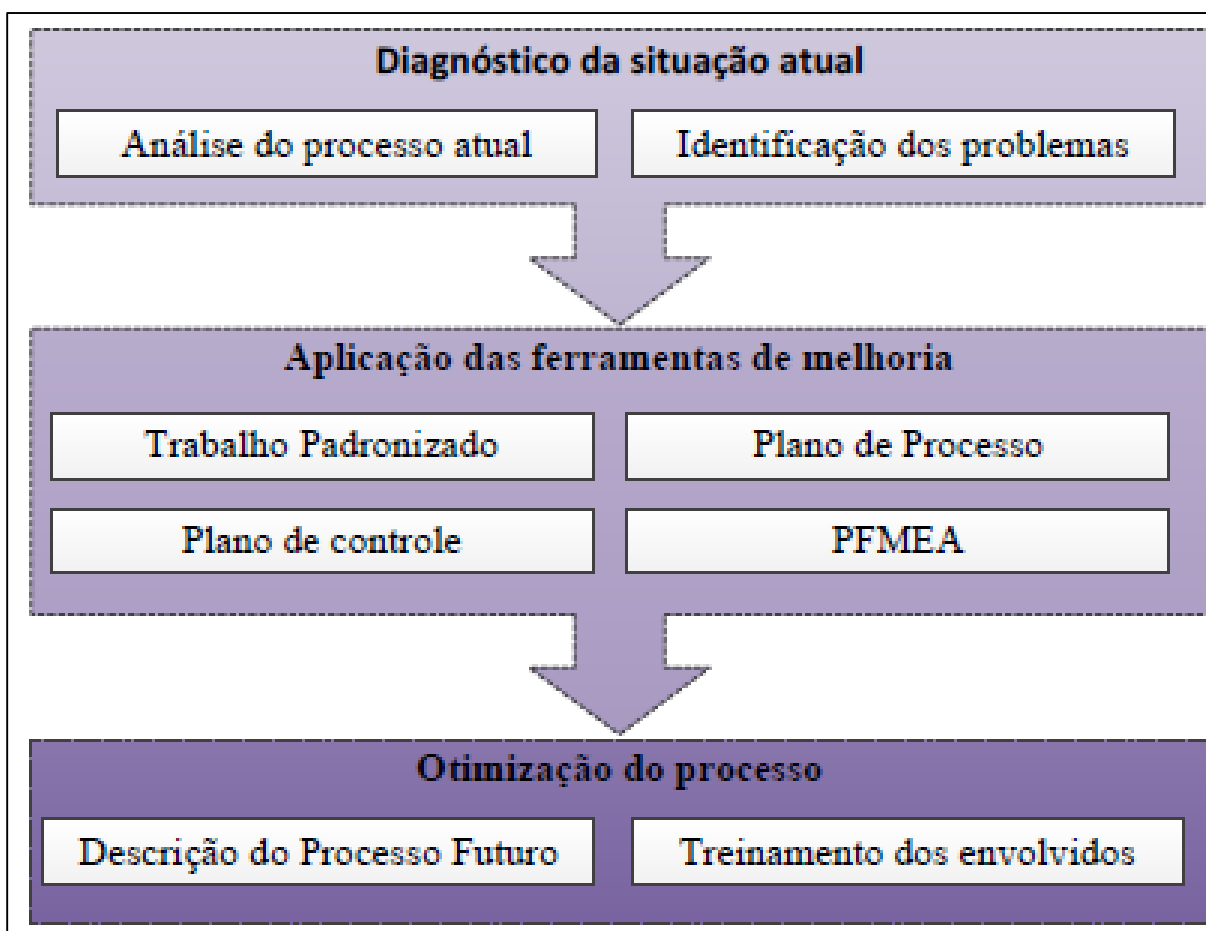 Diagnóstico da situação atual
Análise do processo atual
Identificação dos problemas
Aplicação das ferramentas de melhoria
Trabalho Padronizado
Plano de Processo
Plano de controle
PFMEA
Otimização do processo
Descrição do Processo Futuro
Treinamento dos envolvidos